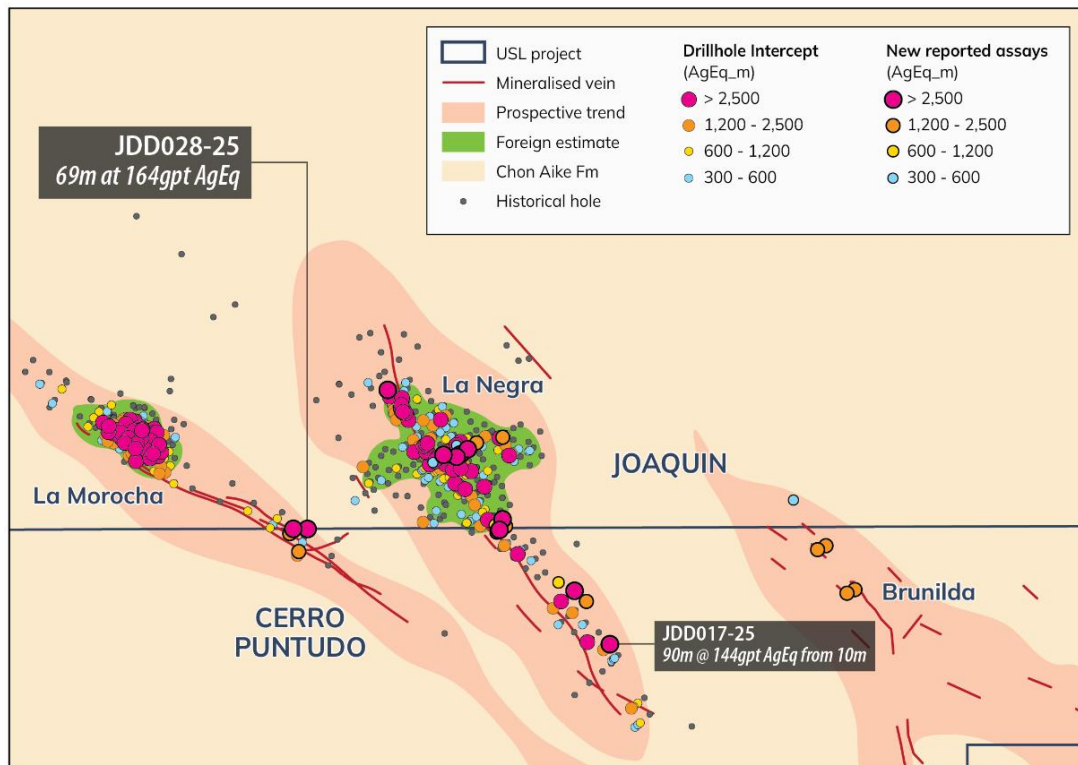 USL project
Mineralised vein
Prospective trend
Foreign estimate
Chon Aike Fm
Historical hole
Drillhole Intercept
(AgEq_m)
> 2,500
1,200 - 2,500
600 - 1,200
300 - 600
New reported assays
(AgEq_m)
> 2,500
1,200 - 2,500
600 - 1,200
300 - 600
JDD028-25
69m at 164gpt AgEq
La Negra
JOAQUIN
La Morocha
Brunilda
CERRO
PUNTUDO
JDD017-25
90m @ 144gpt AgEq from 10m